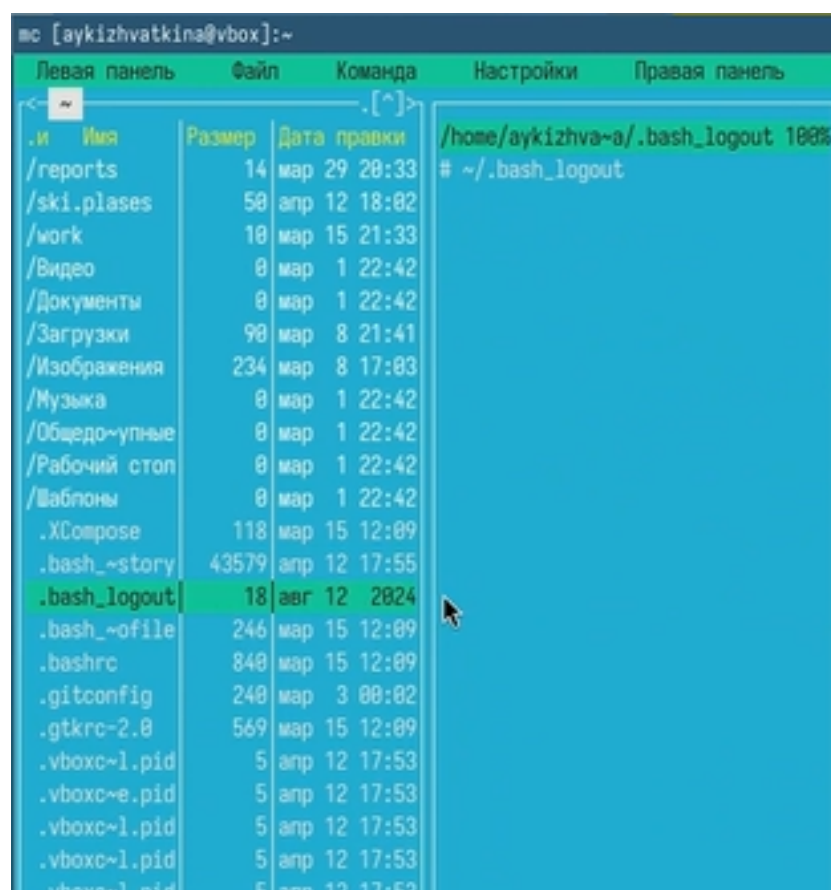 mc [aykizhvatkina@vbox]:~
Левая панель Файл Команда Настройки Правая панель
<- ~ .[^]>
.и Имя Размер Дата правки /home/aykizhva~a/.bash_logout 100%
/reports 14 мар 29 20:33 # ~/.bash_logout
/ski.plases 50 апр 12 18:02
/work 10 мар 15 21:33
/Видео 0 мар 1 22:42
/Документы 0 мар 1 22:42
/Загрузки 90 мар 8 21:41
/Изображения 234 мар 8 17:03
/Музыка 0 мар 1 22:42
/Общедо~упные 0 мар 1 22:42
/Рабочий стол 0 мар 1 22:42
/Шаблоны 0 мар 1 22:42
.XCompose 118 мар 15 12:09
.bash_~story 43579 апр 12 17:55
.bash_logout 18 авг 12 2024
.bash_~ofile 246 мар 15 12:09
.bashrc 840 мар 15 12:09
.gitconfig 240 мар 3 00:02
.gtkrc-2.0 569 мар 15 12:09
.vboxc~l.pid 5 апр 12 17:53
.vboxc~e.pid 5 апр 12 17:53
.vboxc~l.pid 5 апр 12 17:53
.vboxc~l.pid 5 апр 12 17:53